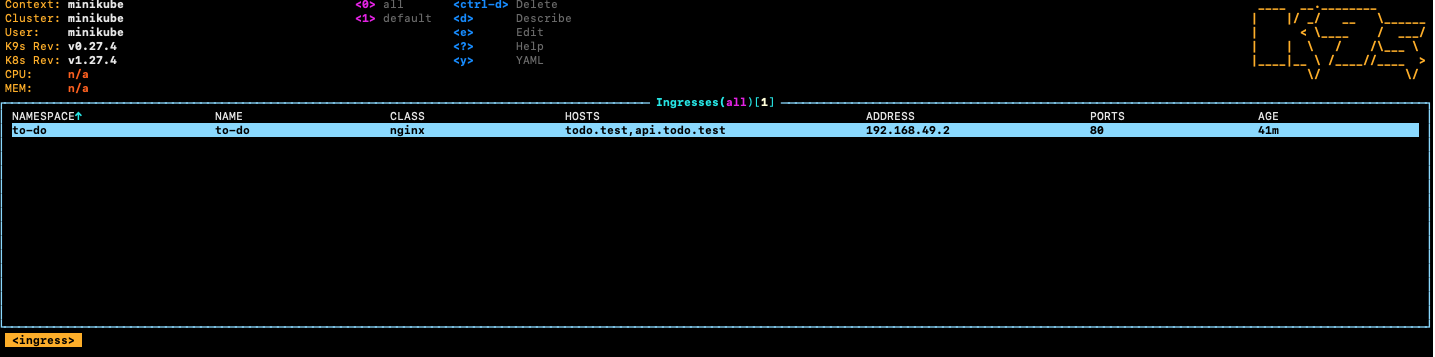 Context: minikube <0> all <ctrl-d> Delete
Cluster: minikube <1> default <d> Describe
User: minikube <e> Edit
K9s Rev: v0.27.4 <?> Help
K8s Rev: v1.27.4 <y> YAML
CPU: n/a
MEM: n/a
Ingresses(all)[1]
NAMESPACE↑ NAME CLASS HOSTS ADDRESS PORTS AGE
to-do to-do nginx todo.test,api.todo.test 192.168.49.2 80 41m
<ingress>